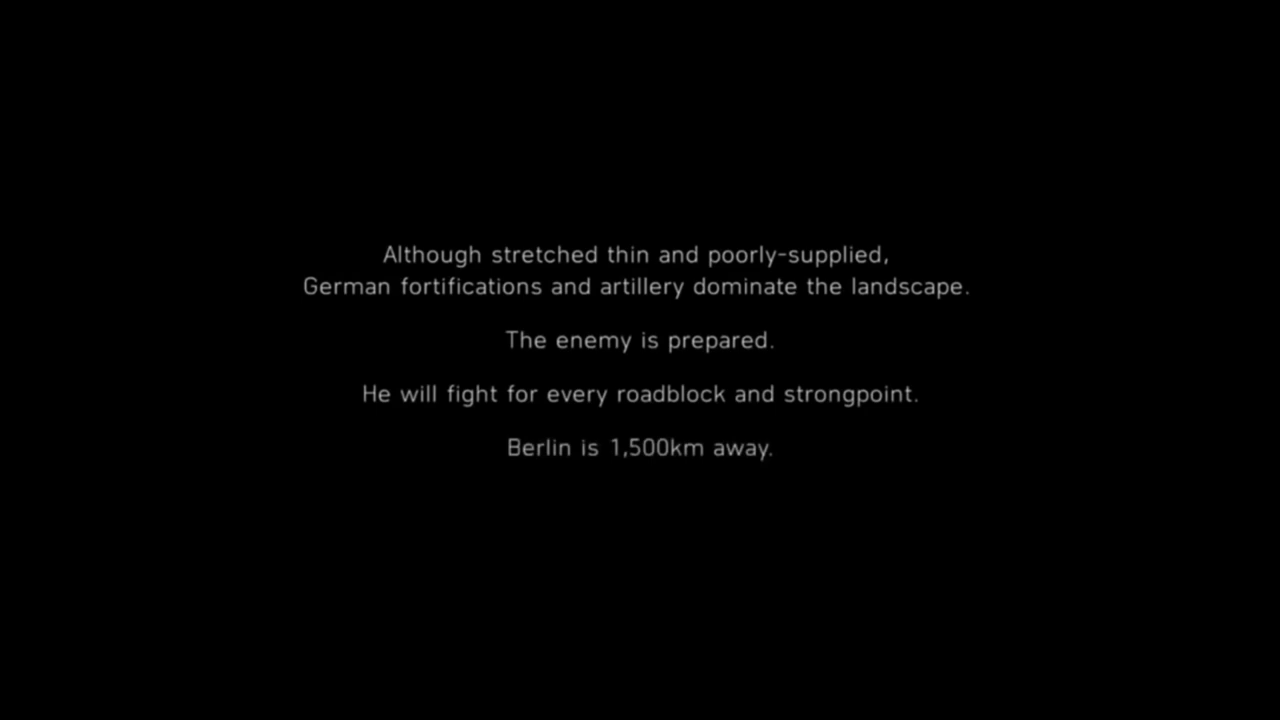 Although stretched thin and poorly-supplied,
German fortifications and artillery dominate the landscape.
The enemy is prepared.
He will fight for every roadblock and strongpoint.
Berlin is 1,500km away.